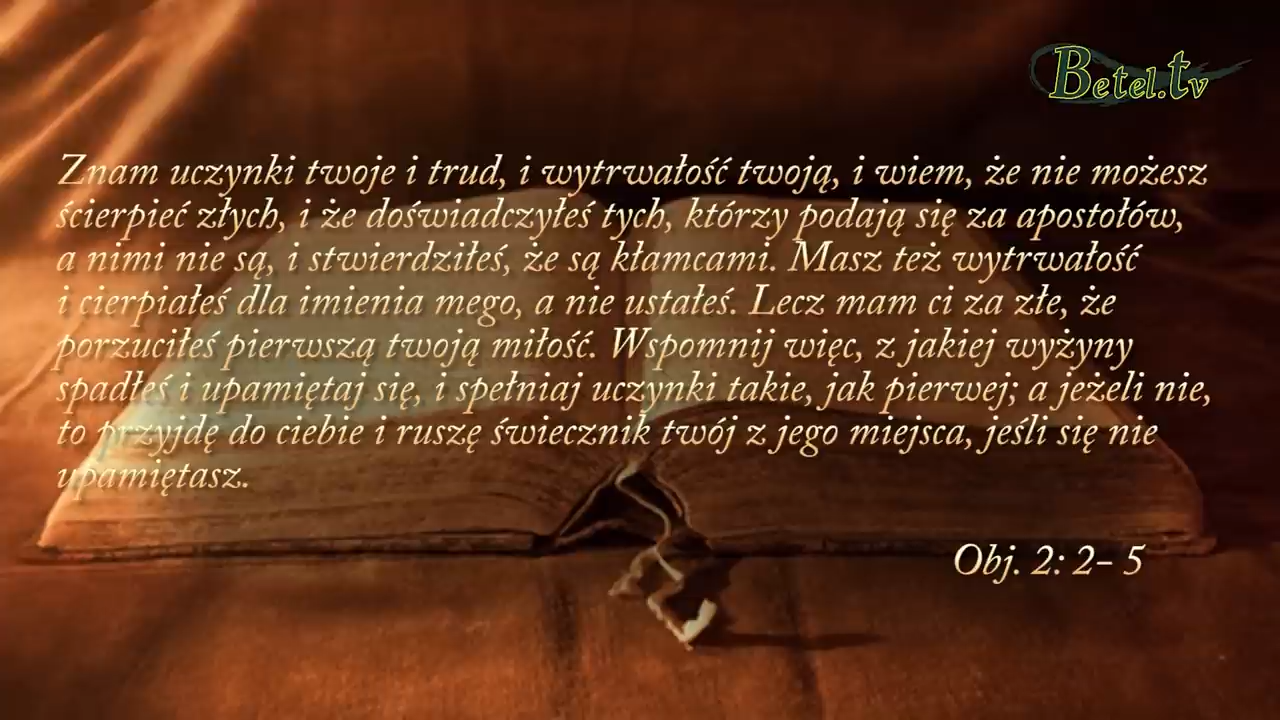 Betel.tv
Znam uczynki twoje i trud, i wytrwałość twoją, i wiem, że nie możesz
ścierpieć złych, i że doświadczyłeś tych, którzy podają się za apostołów,
a nimi nie są, i stwierdziłeś, że są kłamcami. Masz też wytrwałość
i cierpiałeś dla imienia mego, a nie ustałeś. Lecz mam ci za złe, że
porzuciłeś pierwszą twoją miłość. Wspomnij więc, z jakiej wyżyny
spadłeś i upamiętaj się, i spełniaj uczynki takie, jak pierwej; a jeżeli nie,
to przyjdę do ciebie i ruszę świecznik twój z jego miejsca, jeśli się nie
upamiętasz.
Obj. 2: 2- 5